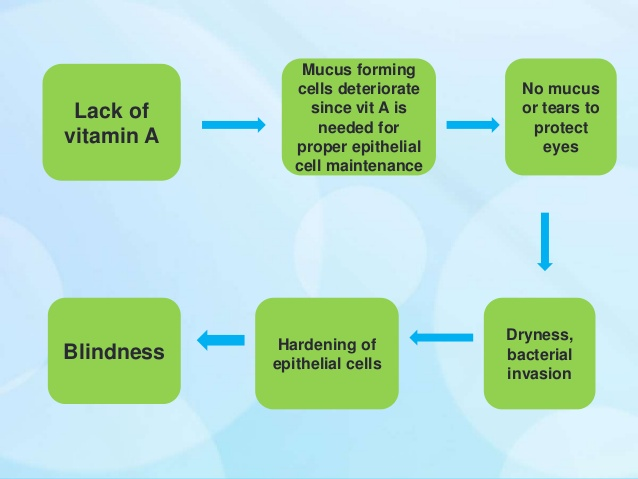 Lack of
vitamin A
Mucus forming
cells deteriorate
since vit A is
needed for
proper epithelial
cell maintenance
No mucus
or tears to
protect
eyes
Dryness,
bacterial
invasion
Hardening of
epithelial cells
Blindness